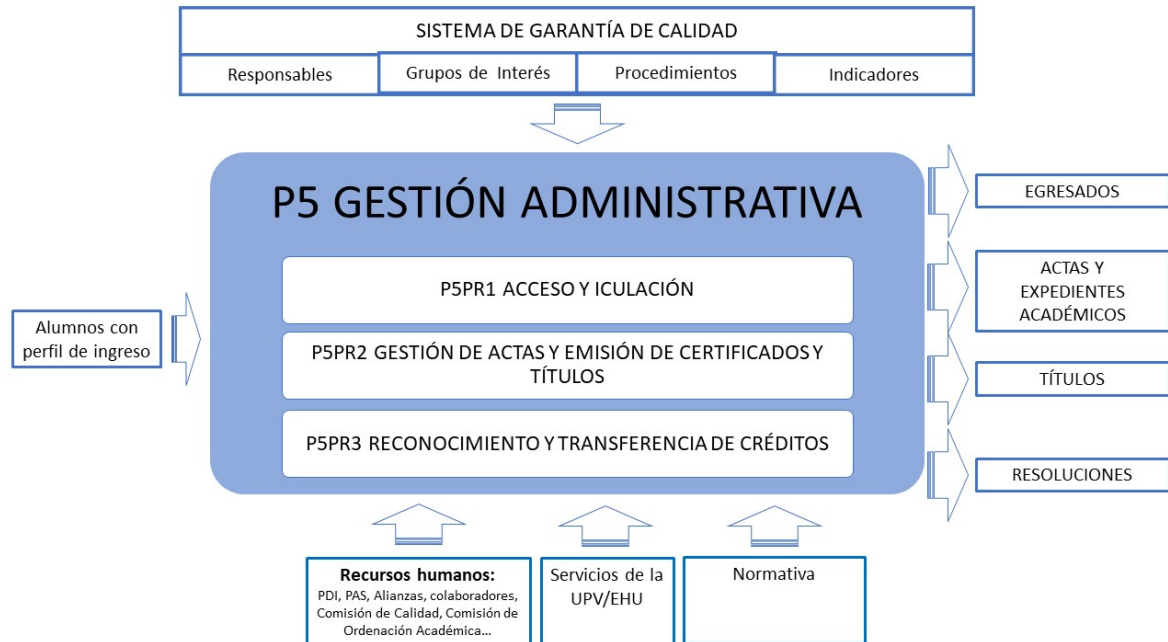 SISTEMA DE GARANTÍA DE CALIDAD
Responsables
Grupos de Interés
Procedimientos
Indicadores
P5 GESTIÓN ADMINISTRATIVA
P5PR1 ACCESO Y ICULACIÓN
P5PR2 GESTIÓN DE ACTAS Y EMISIÓN DE CERTIFICADOS Y
TÍTULOS
P5PR3 RECONOCIMIENTO Y TRANSFERENCIA DE CRÉDITOS
Alumnos con
perfil de ingreso
EGRESADOS
ACTAS Y
EXPEDIENTES
ACADÉMICOS
TÍTULOS
RESOLUCIONES
Recursos humanos:
PDI, PAS, Alianzas, colaboradores,
Comisión de Calidad, Comisión de
Ordenación Académica...
Servicios de la
UPV/EHU
Normativa